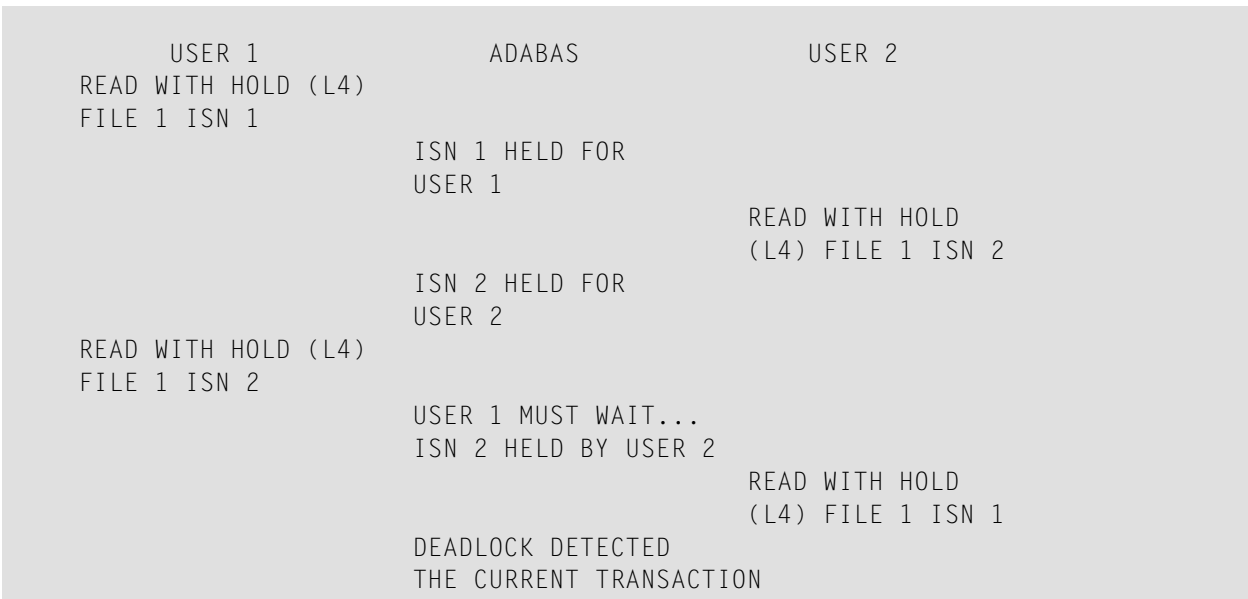 USER 1 ADABAS USER 2
READ WITH HOLD (L4)
FILE 1 ISN 1
ISN 1 HELD FOR
USER 1
READ WITH HOLD
(L4) FILE 1 ISN 2
ISN 2 HELD FOR
USER 2
READ WITH HOLD (L4)
FILE 1 ISN 2
USER 1 MUST WAIT...
ISN 2 HELD BY USER 2
READ WITH HOLD
(L4) FILE 1 ISN 1
DEADLOCK DETECTED
THE CURRENT TRANSACTION